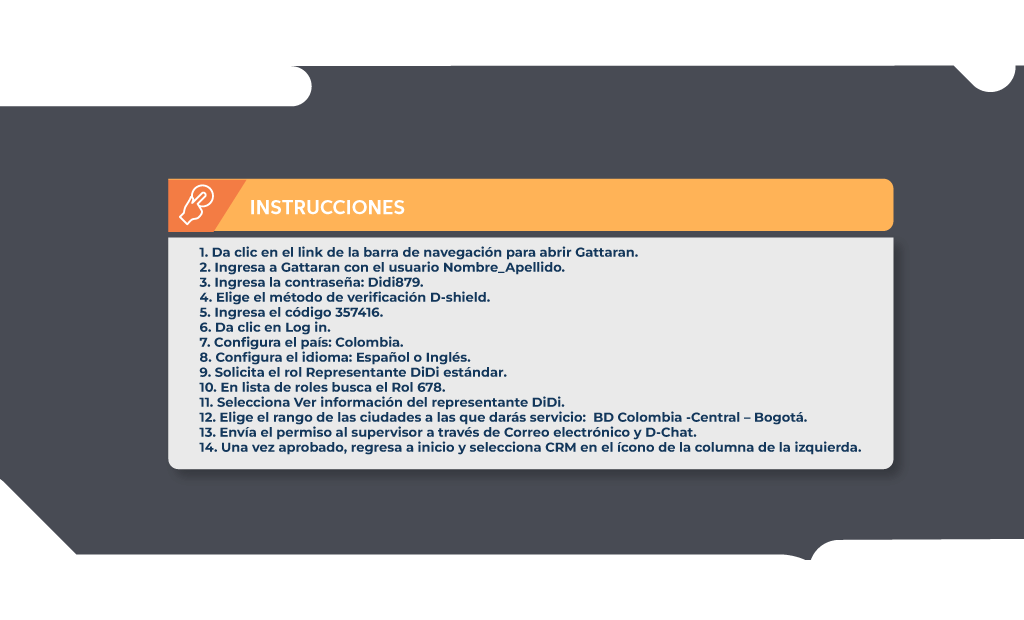 INSTRUCCIONES
1. Da clic en el link de la barra de navegación para abrir Gattaran.
2. Ingresa a Gattaran con el usuario Nombre_Apellido.
3. Ingresa la contraseña: Didi879.
4. Elige el método de verificación D-shield.
5. Ingresa el código 357416.
6. Da clic en Log in.
7. Configura el país: Colombia.
8. Configura el idioma: Español o Inglés.
9. Solicita el rol Representante DiDi estándar.
10. En lista de roles busca el Rol 678.
11. Selecciona Ver información del representante DiDi.
12. Elige el rango de las ciudades a las que darás servicio:  BD Colombia -Central – Bogotá.
13. Envía el permiso al supervisor a través de Correo electrónico y D-Chat.
14. Una vez aprobado, regresa a inicio y selecciona CRM en el ícono de la columna de la izquierda.